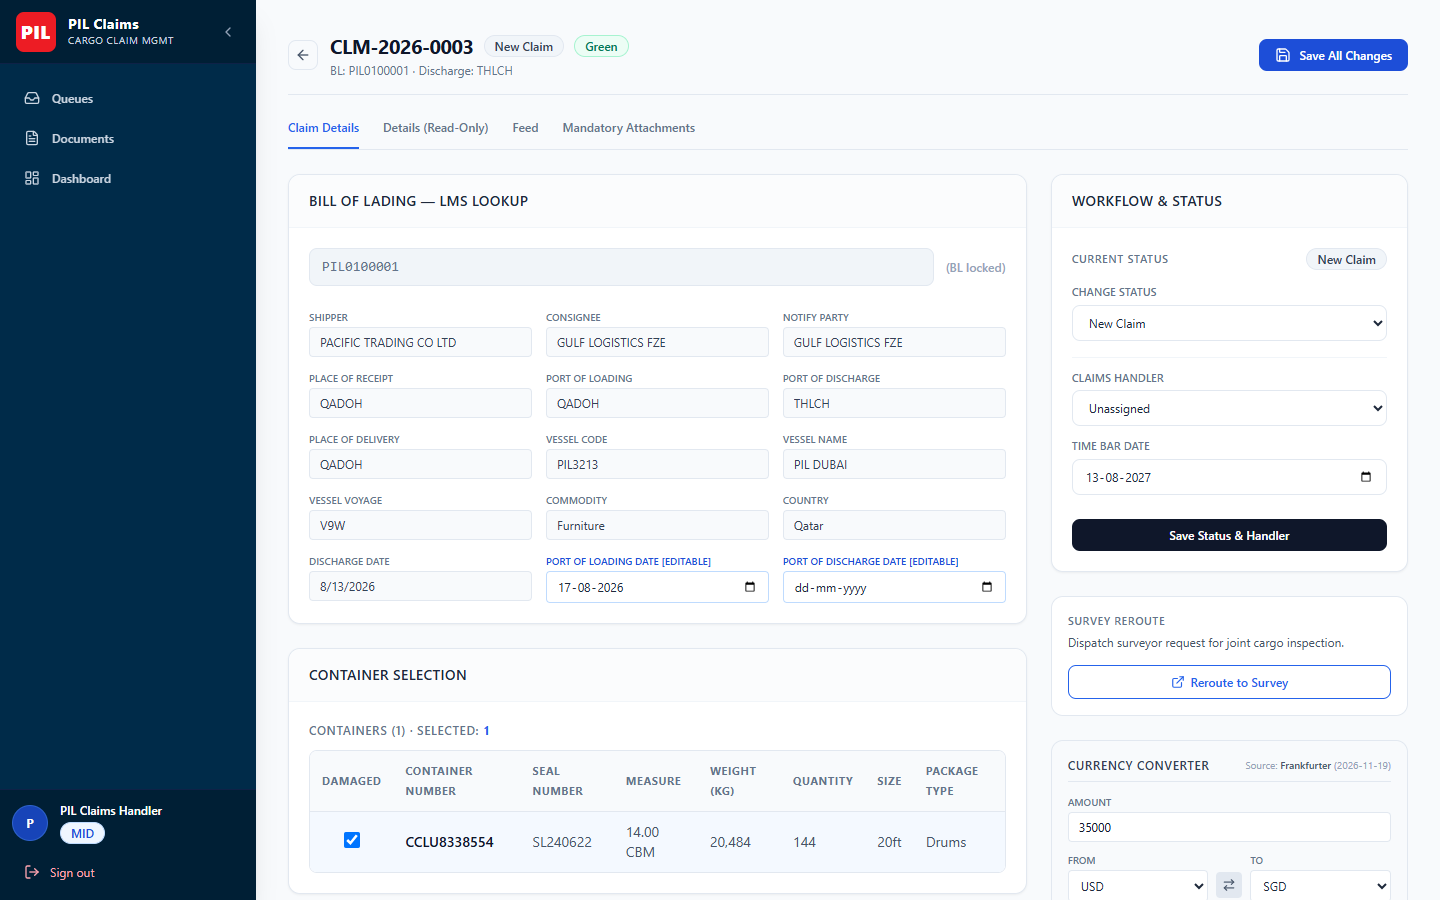 PIL
PIL Claims
CARGO CLAIM MGMT
Queues
Documents
Dashboard
P
PIL Claims Handler
MID
Sign out
CLM-2026-0003
New Claim
Green
BL: PIL0100001 · Discharge: THLCH
Save All Changes
Claim Details
Details (Read-Only)
Feed
Mandatory Attachments
BILL OF LADING — LMS LOOKUP
PIL0100001
(BL locked)
SHIPPER
CONSIGNEE
NOTIFY PARTY
PACIFIC TRADING CO LTD
GULF LOGISTICS FZE
GULF LOGISTICS FZE
PLACE OF RECEIPT
PORT OF LOADING
PORT OF DISCHARGE
QADOH
QADOH
THLCH
PLACE OF DELIVERY
VESSEL CODE
VESSEL NAME
QADOH
PIL3213
PIL DUBAI
VESSEL VOYAGE
COMMODITY
COUNTRY
V9W
Furniture
Qatar
DISCHARGE DATE
PORT OF LOADING DATE [EDITABLE]
PORT OF DISCHARGE DATE [EDITABLE]
8/13/2026
17-08-2026
dd-mm-yyyy
CONTAINER SELECTION
CONTAINERS (1) · SELECTED: 1
DAMAGED
CONTAINER NUMBER
SEAL NUMBER
MEASURE
WEIGHT (KG)
QUANTITY
SIZE
PACKAGE TYPE
CCLU8338554
SL240622
14.00 CBM
20,484
144
20ft
Drums
WORKFLOW & STATUS
CURRENT STATUS
New Claim
CHANGE STATUS
New Claim
CLAIMS HANDLER
Unassigned
TIME BAR DATE
13-08-2027
Save Status & Handler
SURVEY REROUTE
Dispatch surveyor request for joint cargo inspection.
Reroute to Survey
CURRENCY CONVERTER
Source: Frankfurter (2026-11-19)
AMOUNT
35000
FROM
TO
USD
SGD